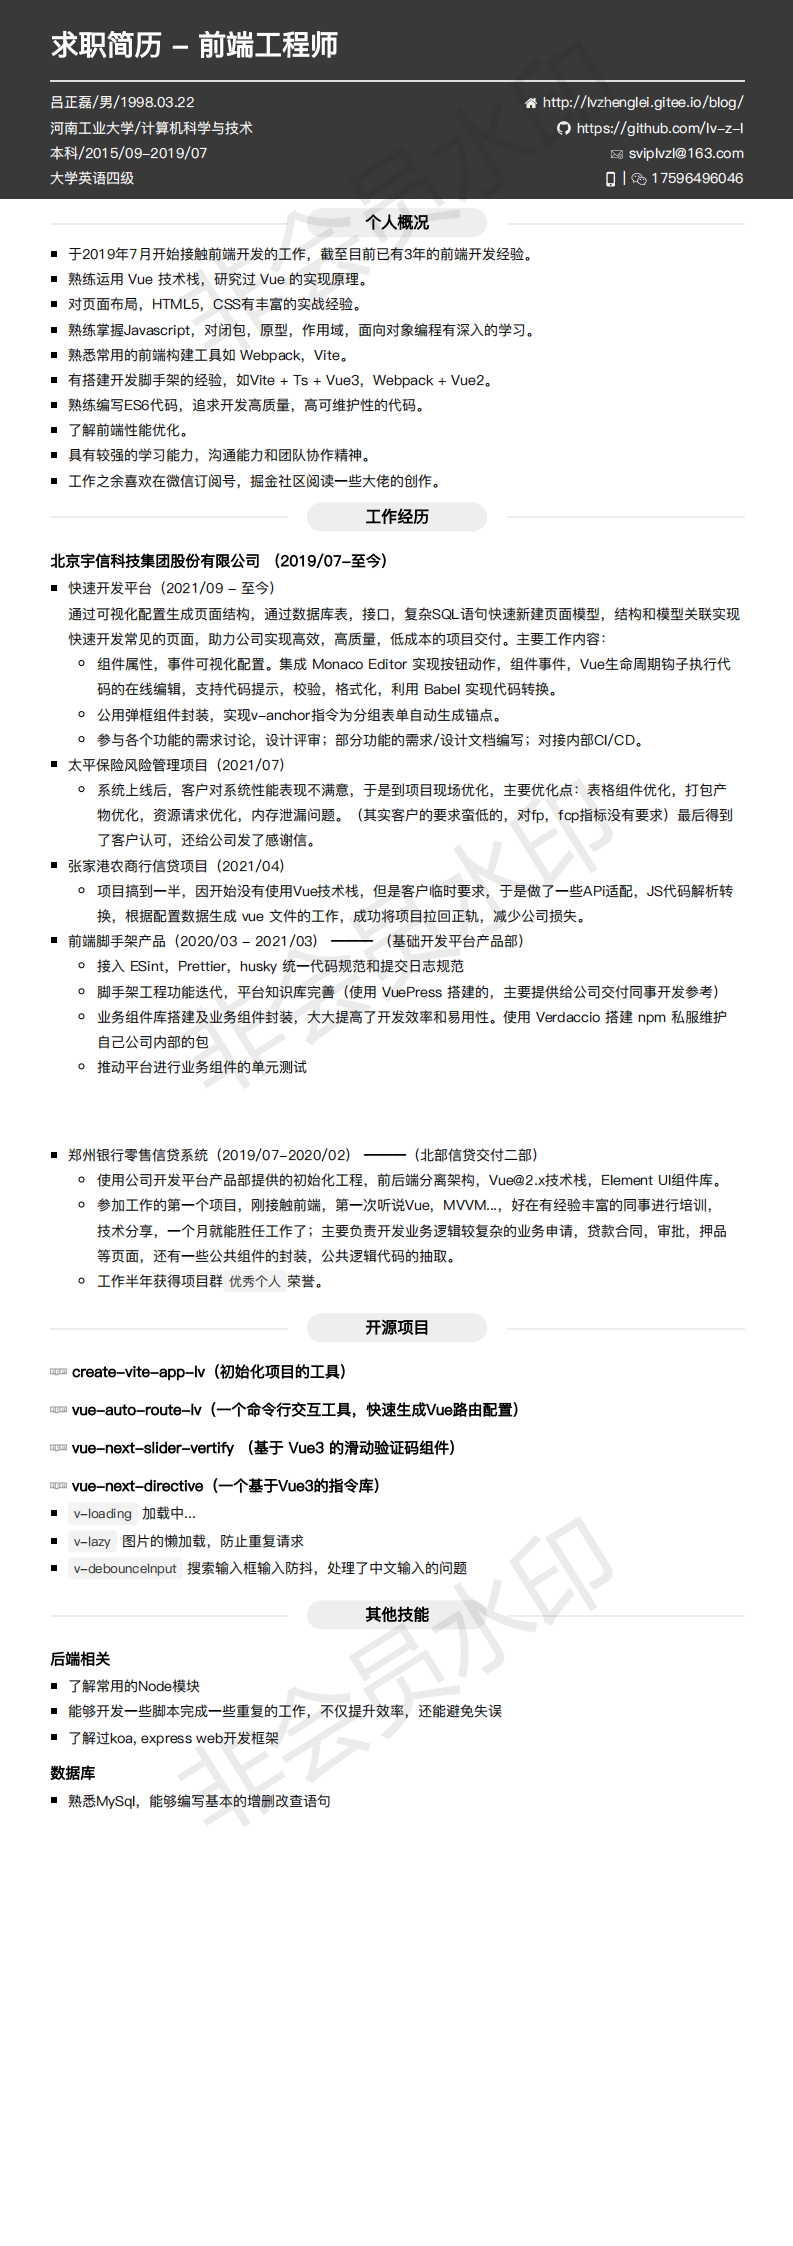 求职简历 - 前端工程师
吕正磊/男/1998.03.22
http://lvzhenglei.gitee.io/blog/
河南工业大学/计算机科学与技术
https://github.com/lv-z-l
本科/2015/09-2019/07
sviplvzl@163.com
大学英语四级
| 17596496046
个人概况
于2019年7月开始接触前端开发的工作，截至目前已有3年的前端开发经验。
熟练运用 Vue 技术栈，研究过 Vue 的实现原理。
对页面布局，HTML5，CSS有丰富的实战经验。
熟练掌握Javascript，对闭包，原型，作用域，面向对象编程有深入的学习。
熟悉常用的前端构建工具如 Webpack，Vite。
有搭建开发脚手架的经验，如Vite + Ts + Vue3，Webpack + Vue2。
熟练编写ES6代码，追求开发高质量，高可维护性的代码。
了解前端性能优化。
具有较强的学习能力，沟通能力和团队协作精神。
工作之余喜欢在微信订阅号，掘金社区阅读一些大佬的创作。
工作经历
北京宇信科技集团股份有限公司 （2019/07-至今）
快速开发平台（2021/09 - 至今）
通过可视化配置生成页面结构，通过数据库表，接口，复杂SQL语句快速新建页面模型，结构和模型关联实现
快速开发常见的页面，助力公司实现高效，高质量，低成本的项目交付。主要工作内容：
组件属性，事件可视化配置。集成 Monaco Editor 实现按钮动作，组件事件，Vue生命周期钩子执行代
码的在线编辑，支持代码提示，校验，格式化，利用 Babel 实现代码转换。
公用弹框组件封装，实现v-anchor指令为分组表单自动生成锚点。
参与各个功能的需求讨论，设计评审；部分功能的需求/设计文档编写；对接内部CI/CD。
太平保险风险管理项目（2021/07）
系统上线后，客户对系统性能表现不满意，于是到项目现场优化，主要优化点：表格组件优化，打包产
物优化，资源请求优化，内存泄漏问题。（其实客户的要求蛮低的，对fp，fcp指标没有要求）最后得到
了客户认可，还给公司发了感谢信。
张家港农商行信贷项目（2021/04）
项目搞到一半，因开始没有使用Vue技术栈，但是客户临时要求，于是做了一些APi适配，JS代码解析转
换，根据配置数据生成 vue 文件的工作，成功将项目拉回正轨，减少公司损失。
前端脚手架产品（2020/03 - 2021/03） ——— （基础开发平台产品部）
接入 ESint，Prettier，husky 统一代码规范和提交日志规范
脚手架工程功能迭代，平台知识库完善（使用 VuePress 搭建的，主要提供给公司交付同事开发参考）
业务组件库搭建及业务组件封装，大大提高了开发效率和易用性。使用 Verdaccio 搭建 npm 私服维护
自己公司内部的包
推动平台进行业务组件的单元测试
郑州银行零售信贷系统（2019/07-2020/02） ———（北部信贷交付二部）
使用公司开发平台产品部提供的初始化工程，前后端分离架构，Vue@2.x技术栈，Element UI组件库。
参加工作的第一个项目，刚接触前端，第一次听说Vue，MVVM...，好在有经验丰富的同事进行培训，
技术分享，一个月就能胜任工作了；主要负责开发业务逻辑较复杂的业务申请，贷款合同，审批，押品
等页面，还有一些公共组件的封装，公共逻辑代码的抽取。
工作半年获得项目群 优秀个人 荣誉。
开源项目
create-vite-app-lv（初始化项目的工具）
vue-auto-route-lv（一个命令行交互工具，快速生成Vue路由配置）
vue-next-slider-vertify （基于 Vue3 的滑动验证码组件）
vue-next-directive（一个基于Vue3的指令库）
v-loading 加载中...
v-lazy 图片的懒加载，防止重复请求
v-debounceInput 搜索输入框输入防抖，处理了中文输入的问题
其他技能
后端相关
了解常用的Node模块
能够开发一些脚本完成一些重复的工作，不仅提升效率，还能避免失误
了解过koa, express web开发框架
数据库
熟悉MySql，能够编写基本的增删改查语句
非会员水印
非会员水印
非会员水印